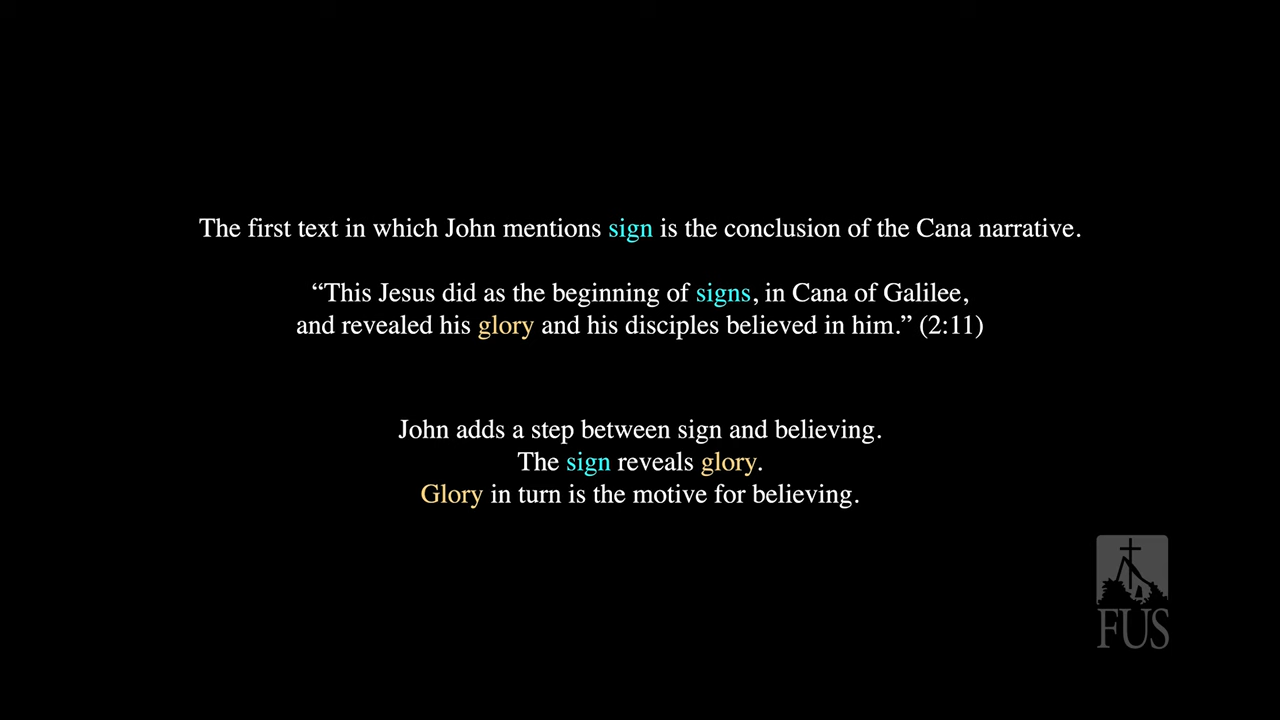 The first text in which John mentions sign is the conclusion of the Cana narrative.
“This Jesus did as the beginning of signs, in Cana of Galilee,
and revealed his glory and his disciples believed in him.” (2:11)
John adds a step between sign and believing.
The sign reveals glory.
Glory in turn is the motive for believing.
FUS